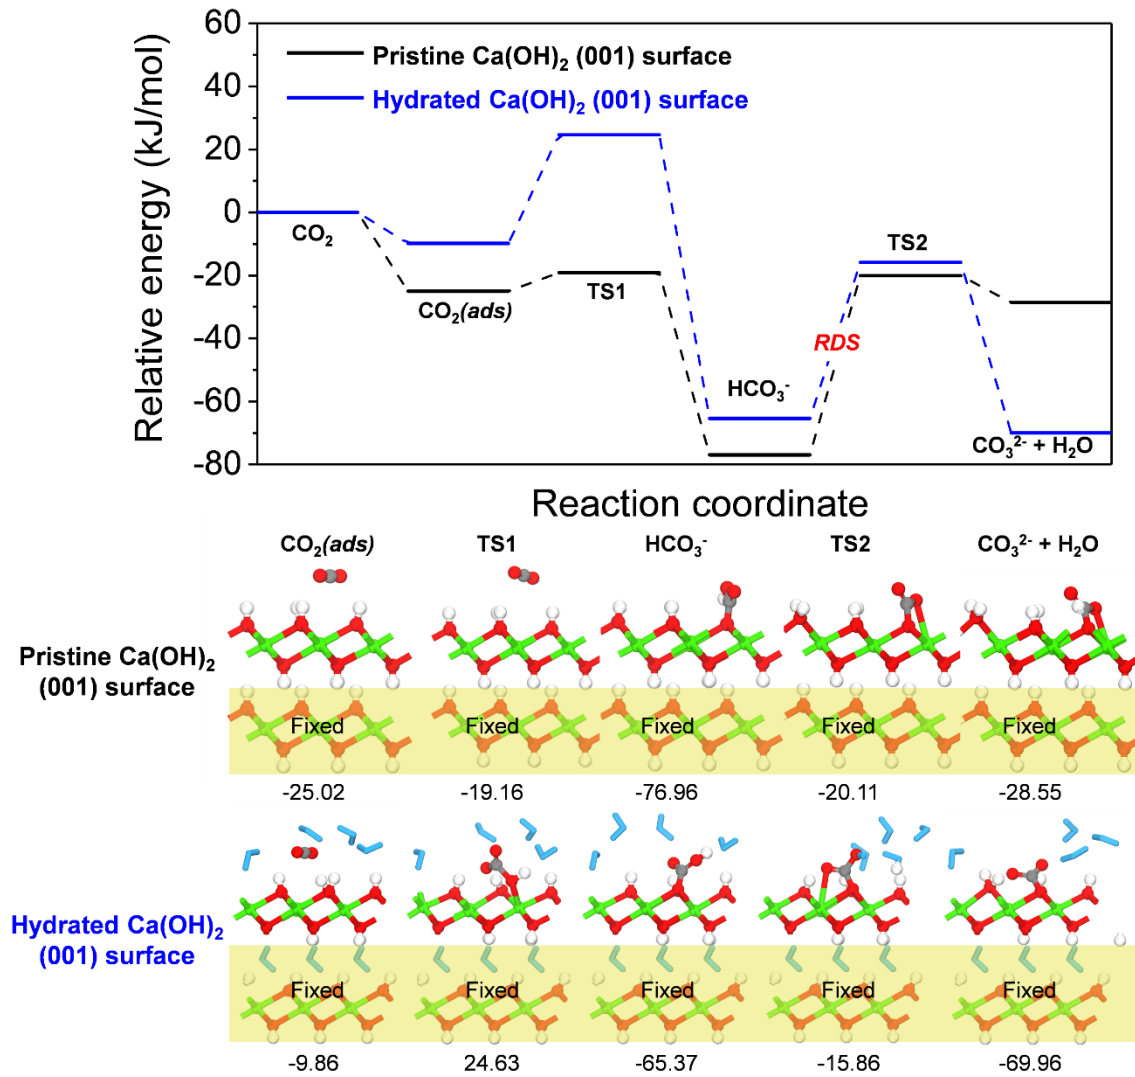 60
40
20
0
-20
-40
-60
-80
Relative energy (kJ/mol)
Pristine Ca(OH)₂ (001) surface
Hydrated Ca(OH)₂ (001) surface
CO₂
CO₂(ads)
TS1
HCO₃⁻
RDS
TS2
CO₃²⁻ + H₂O
Reaction coordinate
CO₂(ads) TS1 HCO₃⁻ TS2 CO₃²⁻ + H₂O
Pristine Ca(OH)₂
(001) surface
Fixed Fixed Fixed Fixed Fixed
-25.02 -19.16 -76.96 -20.11 -28.55
Hydrated Ca(OH)₂
(001) surface
Fixed Fixed Fixed Fixed Fixed
-9.86 24.63 -65.37 -15.86 -69.96